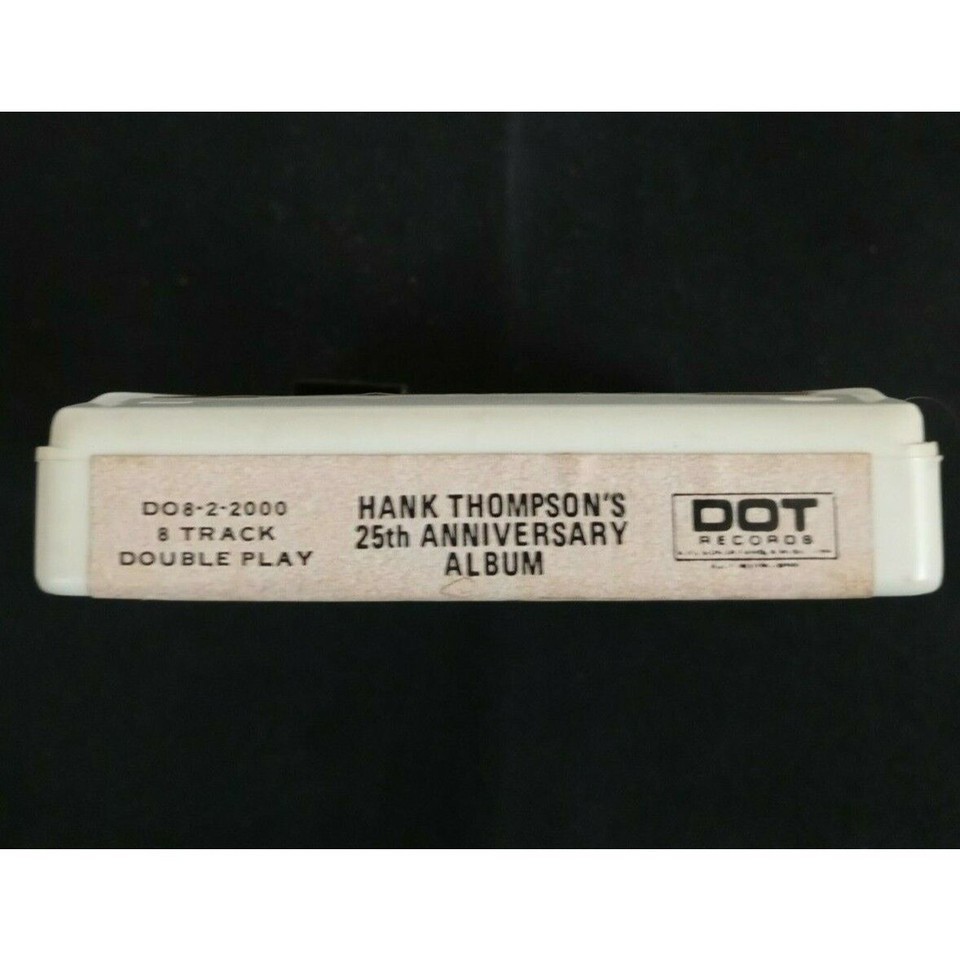 DO8-2-2000
8 TRACK
DOUBLE PLAY
HANK THOMPSON'S
25th ANNIVERSARY
ALBUM
DOT
RECORDS